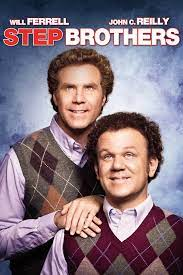 WILL FERRELL
JOHN C. REILLY
STEP BROTHERS